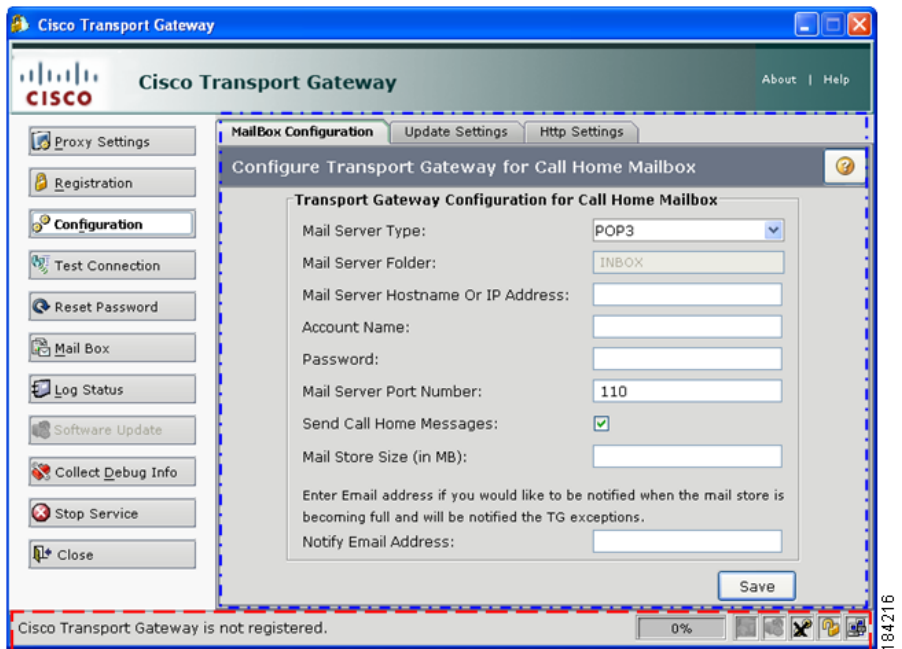 Cisco Transport Gateway
CISCO
Cisco Transport Gateway
About | Help
Proxy Settings
Registration
Configuration
Test Connection
Reset Password
Mail Box
Log Status
Software Update
Collect Debug Info
Stop Service
Close
MailBox Configuration
Update Settings
Http Settings
Configure Transport Gateway for Call Home Mailbox
Transport Gateway Configuration for Call Home Mailbox
Mail Server Type: POP3
Mail Server Folder: INBOX
Mail Server Hostname Or IP Address:
Account Name:
Password:
Mail Server Port Number: 110
Send Call Home Messages:
Mail Store Size (in MB):
Enter Email address if you would like to be notified when the mail store is
becoming full and will be notified the TG exceptions.
Notify Email Address:
Save
Cisco Transport Gateway is not registered.
0%
184216